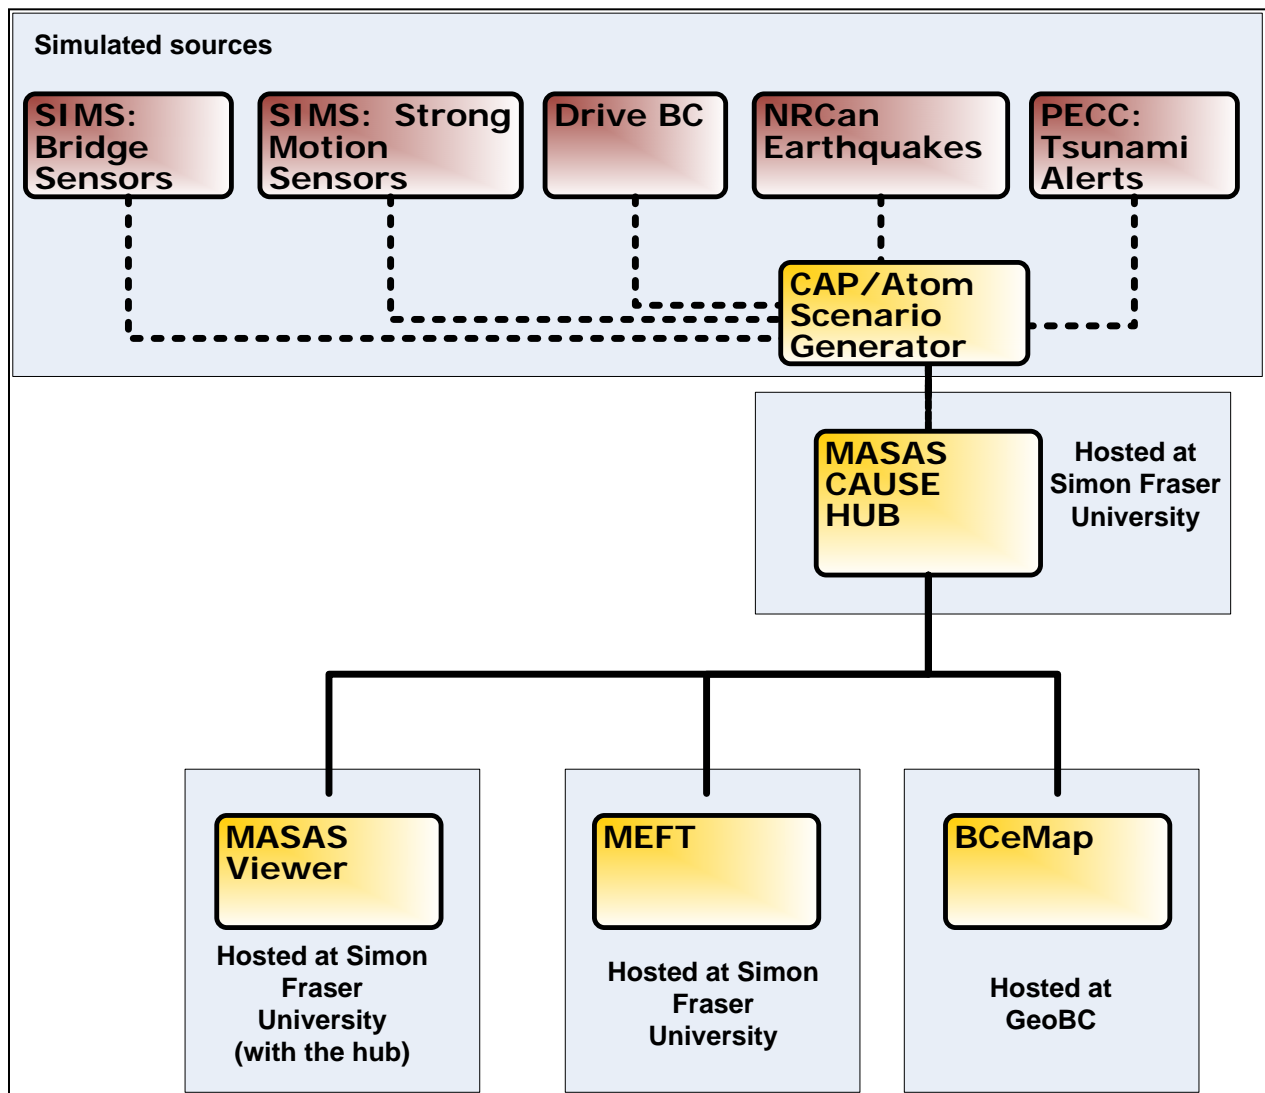 Simulated sources
SIMS:
Bridge
Sensors
SIMS: Strong
Motion
Sensors
Drive BC
NRCan
Earthquakes
PECC:
Tsunami
Alerts
CAP/Atom
Scenario
Generator
MASAS
CAUSE
HUB
Hosted at
Simon Fraser
University
MASAS
Viewer
Hosted at Simon
Fraser
University
(with the hub)
MEFT
Hosted at Simon
Fraser
University
BCeMap
Hosted at
GeoBC